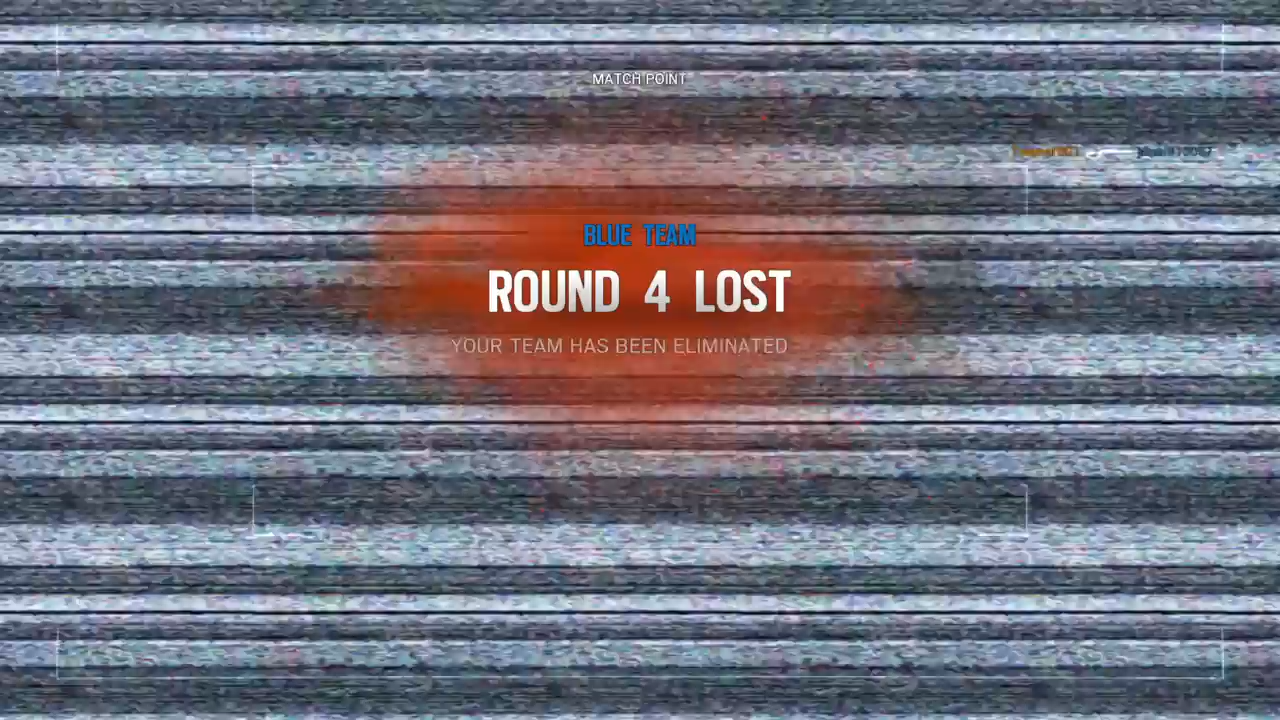 MATCH POINT
BLUE TEAM
ROUND 4 LOST
YOUR TEAM HAS BEEN ELIMINATED